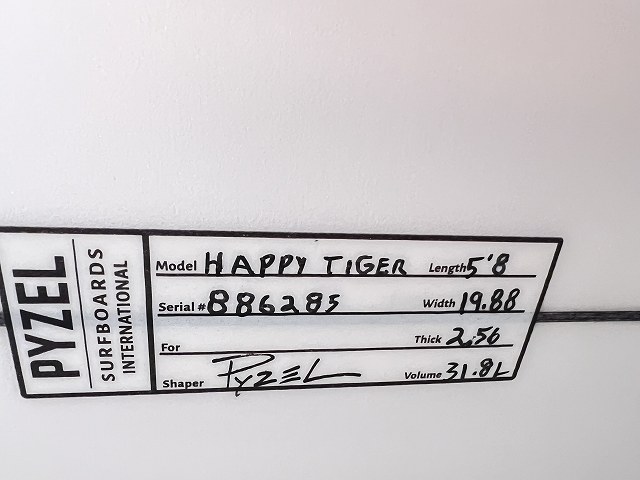 PYZEL
SURFBOARDS
INTERNATIONAL
Model HAPPY TIGER Length 5'8
Serial # 886285 Width 19.88
For Thick 2.56
Shaper PYZEL Volume 31.8L